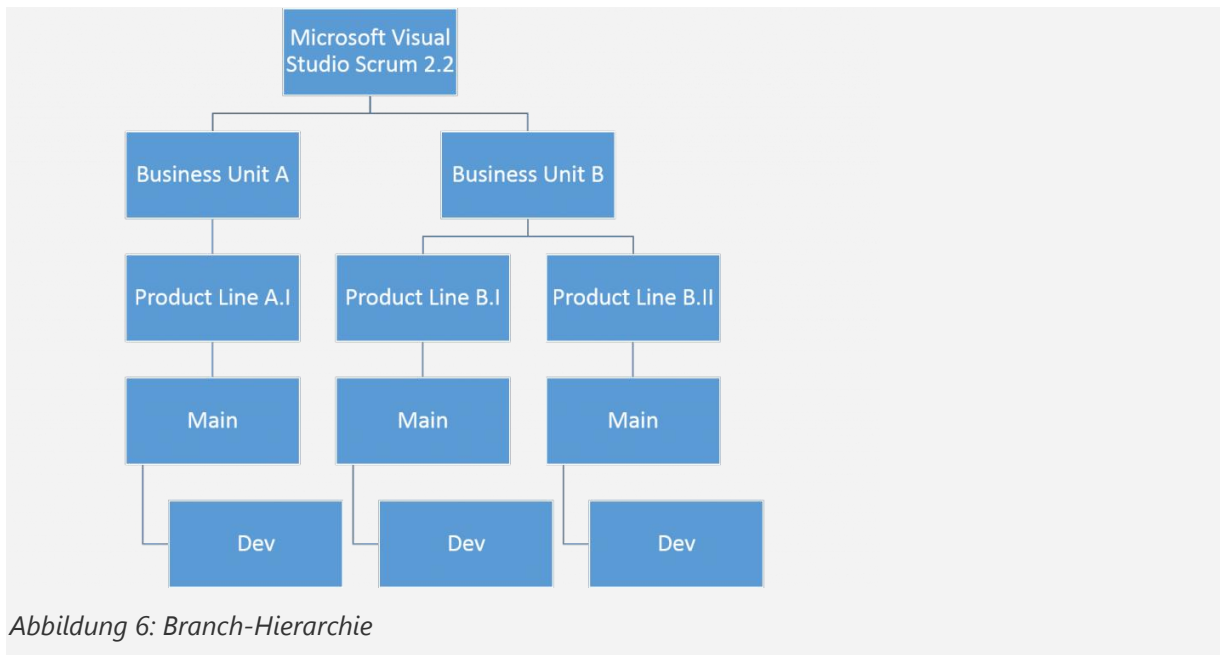 Microsoft Visual
Studio Scrum 2.2
Business Unit A
Business Unit B
Product Line A.I
Product Line B.I
Product Line B.II
Main
Main
Main
Dev
Dev
Dev
Abbildung 6: Branch-Hierarchie